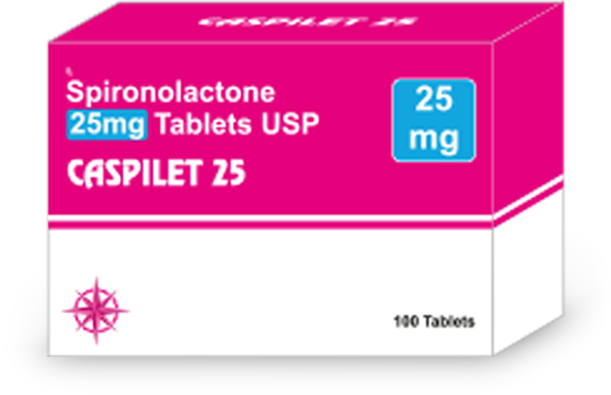 CASPILET 25
Spironolactone
25mg Tablets USP
CASPILET 25
25
mg
100 Tablets